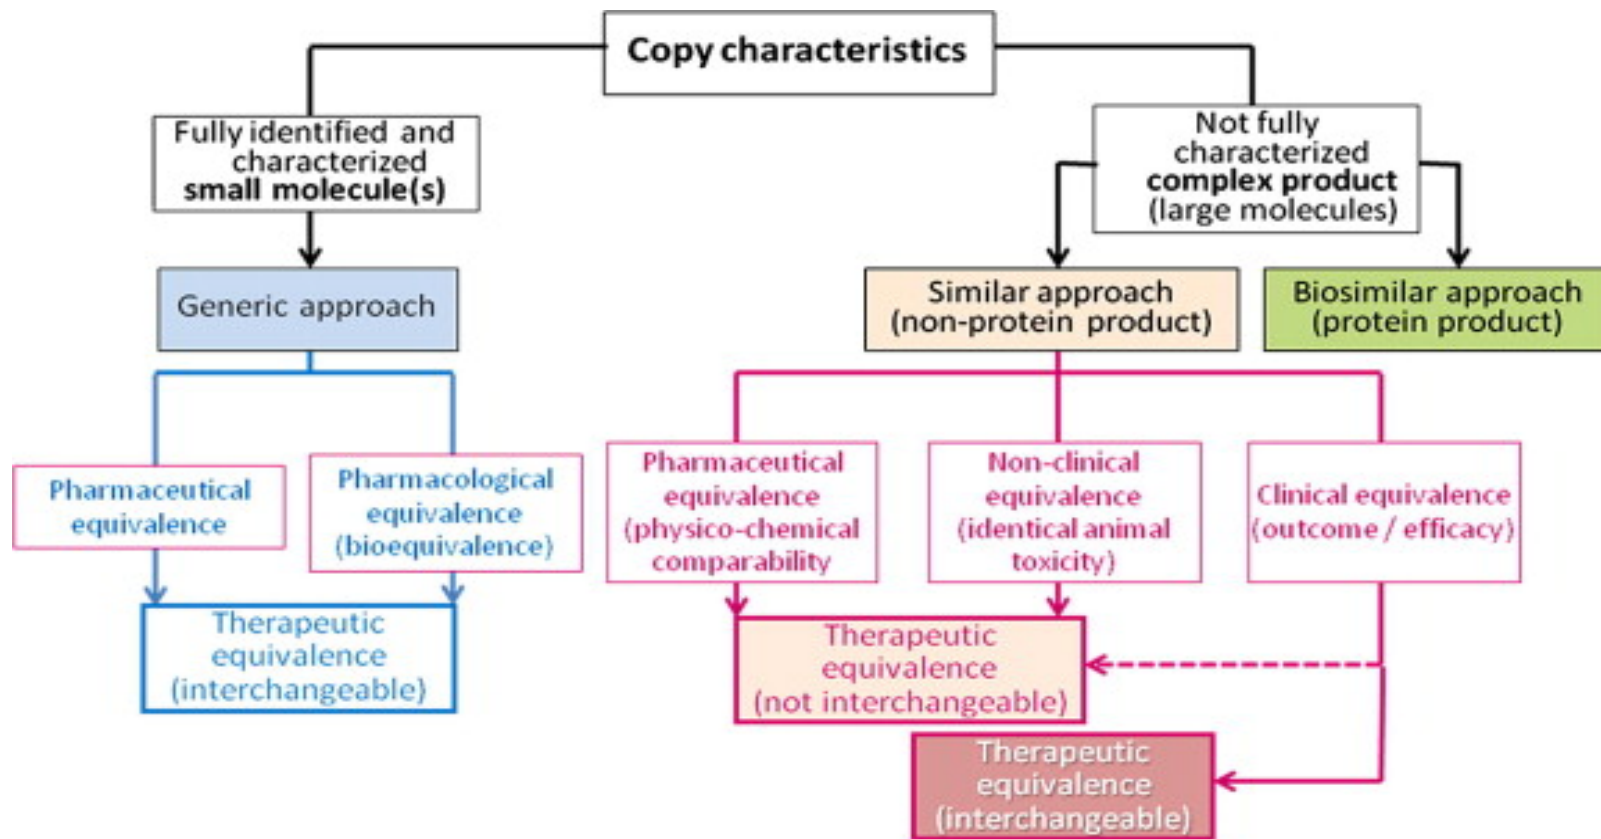 Copy characteristics
Fully identified and
characterized
small molecule(s)
Not fully
characterized
complex product
(large molecules)
Generic approach
Similar approach
(non-protein product)
Biosimilar approach
(protein product)
Pharmaceutical
equivalence
Pharmacological
equivalence
(bioequivalence)
Pharmaceutical
equivalence
(physico-chemical
comparability
Non-clinical
equivalence
(identical animal
toxicity)
Clinical equivalence
(outcome / efficacy)
Therapeutic
equivalence
(interchangeable)
Therapeutic
equivalence
(not interchangeable)
Therapeutic
equivalence
(interchangeable)